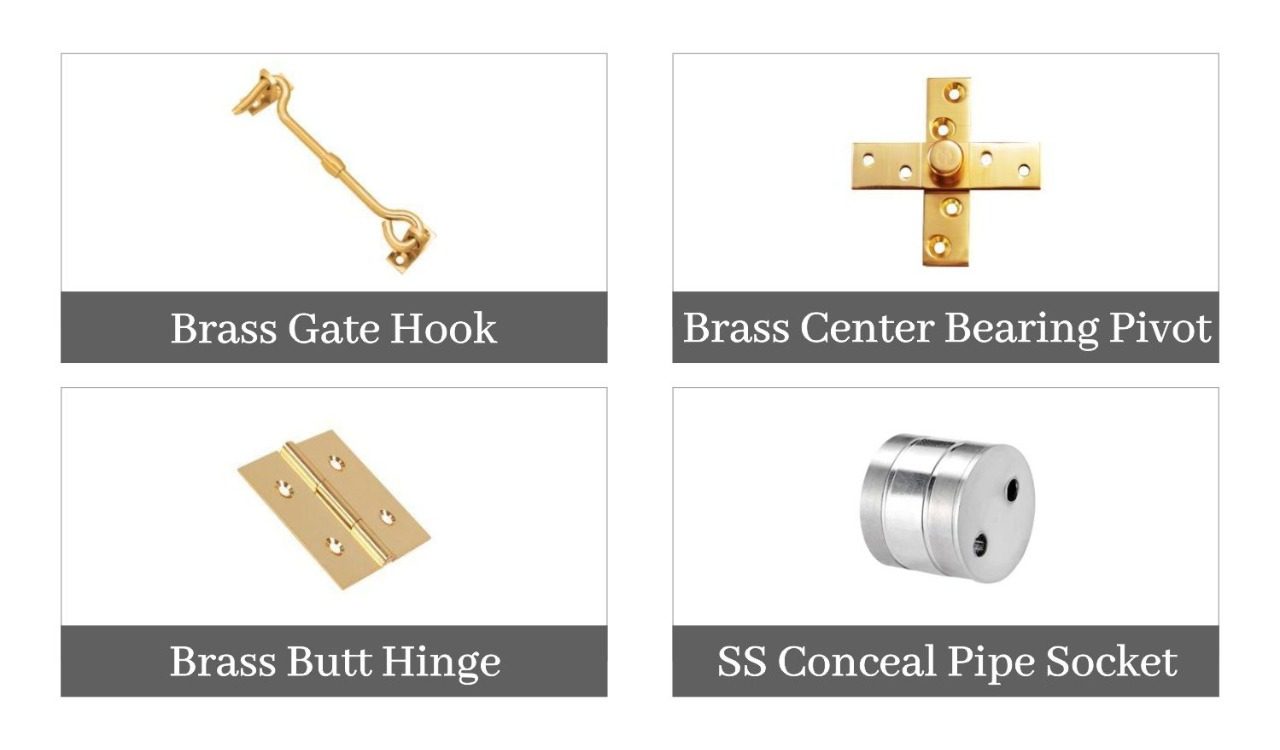 Brass Gate Hook
Brass Center Bearing Pivot
Brass Butt Hinge
SS Conceal Pipe Socket